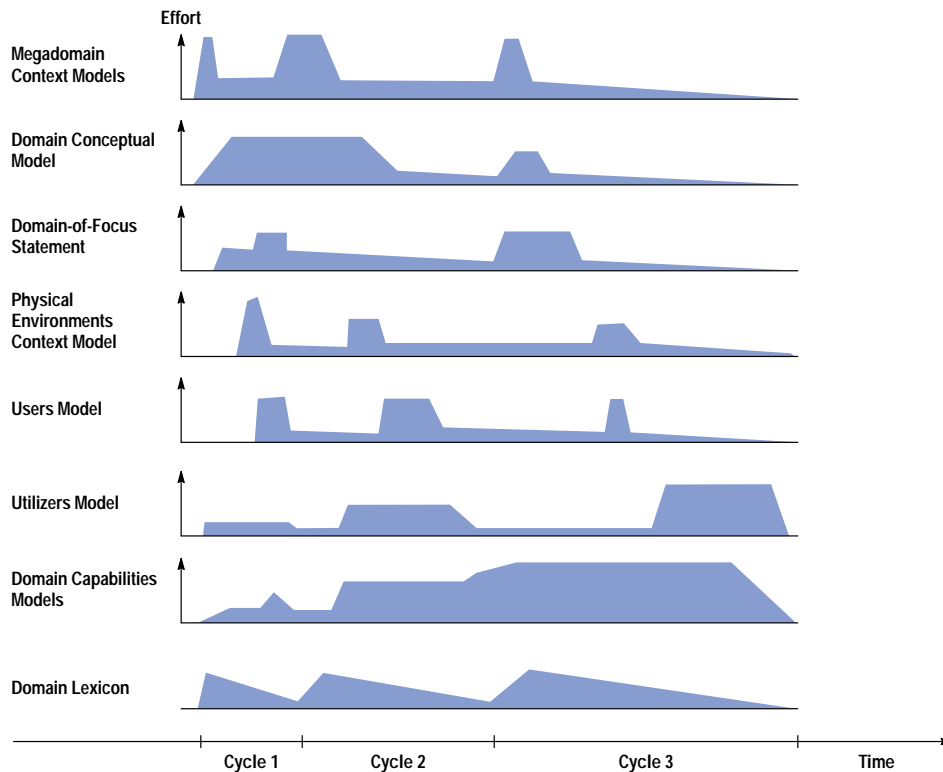 Effort
Megadomain
Context Models
Domain Conceptual
Model
Domain-of-Focus
Statement
Physical
Environments
Context Model
Users Model
Utilizers Model
Domain Capabilities
Models
Domain Lexicon
Cycle 1
Cycle 2
Cycle 3
Time